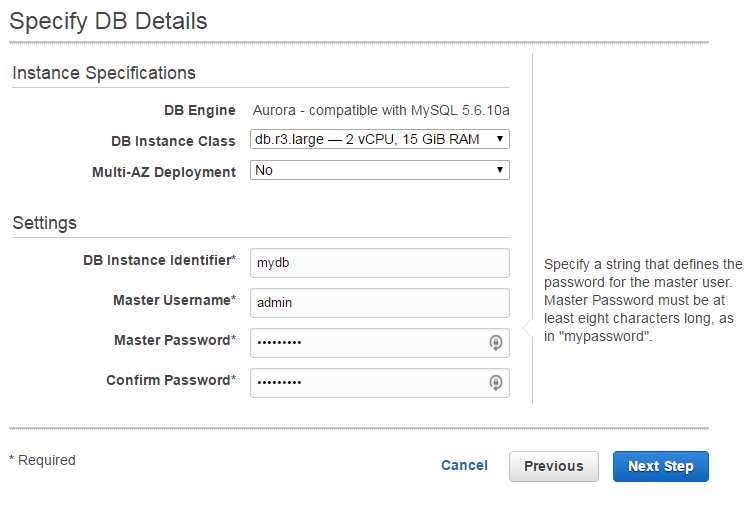 Specify DB Details
Instance Specifications
DB Engine Aurora - compatible with MySQL 5.6.10a
DB Instance Class db.r3.large — 2 vCPU, 15 GiB RAM
Multi-AZ Deployment No
Settings
DB Instance Identifier* mydb
Master Username* admin
Master Password* •••••••••
Confirm Password* •••••••••
Specify a string that defines the
password for the master user.
Master Password must be at
least eight characters long, as
in "mypassword".
* Required
Cancel Previous Next Step